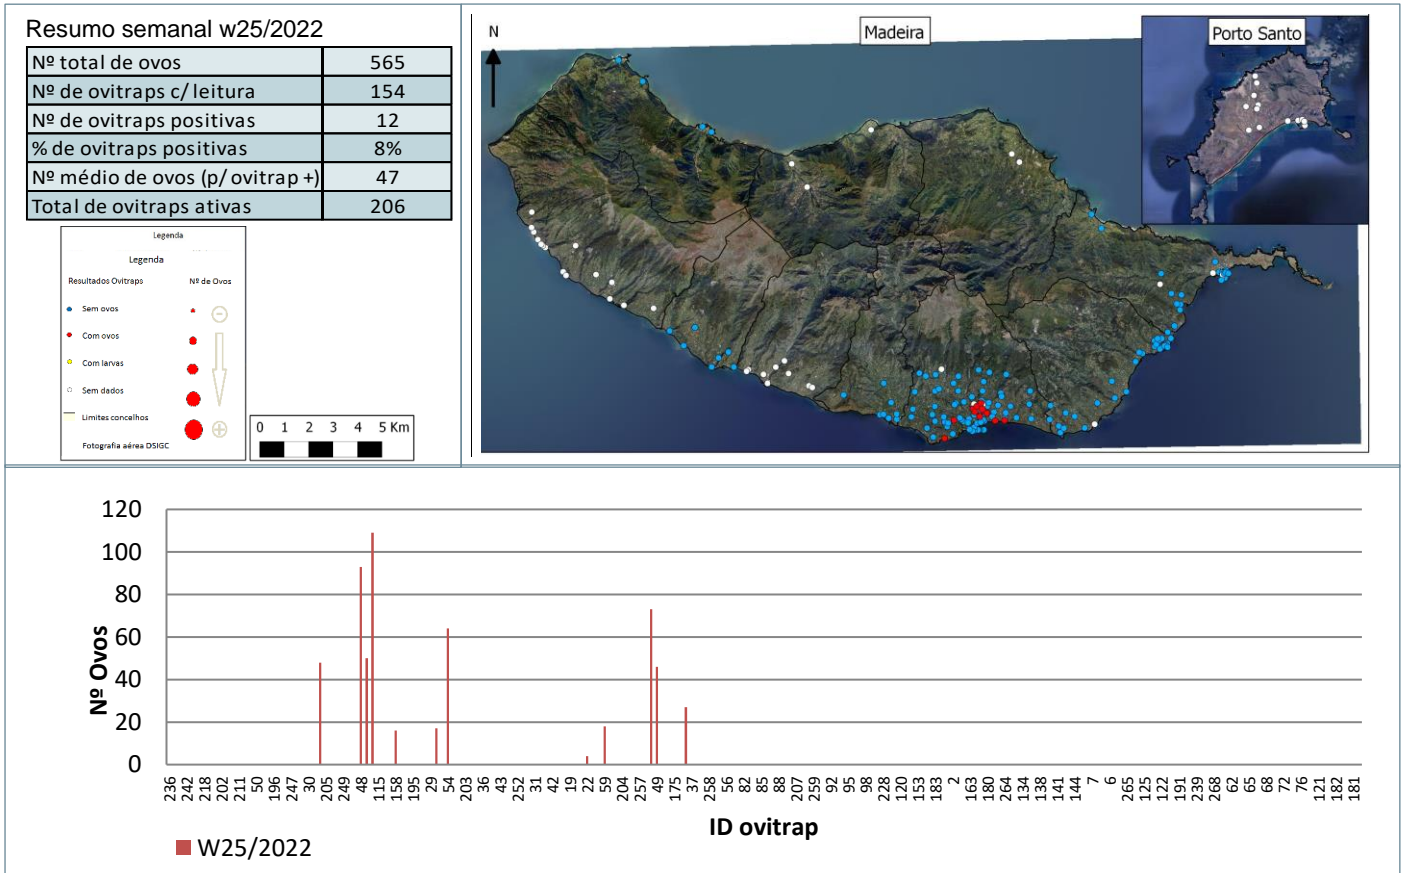 Resumo semanal w25/2022
Nº total de ovos 565
Nº de ovitraps c/ leitura 154
Nº de ovitraps positivas 12
% de ovitraps positivas 8%
Nº médio de ovos (p/ ovitrap +) 47
Total de ovitraps ativas 206
Legenda
Legenda
Resultados Ovitraps Nº de Ovos
Sem ovos
Com ovos
Com larvas
Sem dados
Limites concelhos
Fotografia aérea DSIGC
0 1 2 3 4 5 Km
N
Madeira
Porto Santo
120
100
80
60
40
20
0
Nº Ovos
236 242 218 202 211 50 196 247 30 205 249 48 115 158 195 29 54 203 36 43 252 31 42 19 22 59 204 257 49 175 37 258 56 82 85 88 207 259 92 95 98 228 120 153 183 2 163 180 264 134 138 141 144 7 6 265 125 122 191 239 268 62 65 68 72 76 121 182 181
ID ovitrap
W25/2022